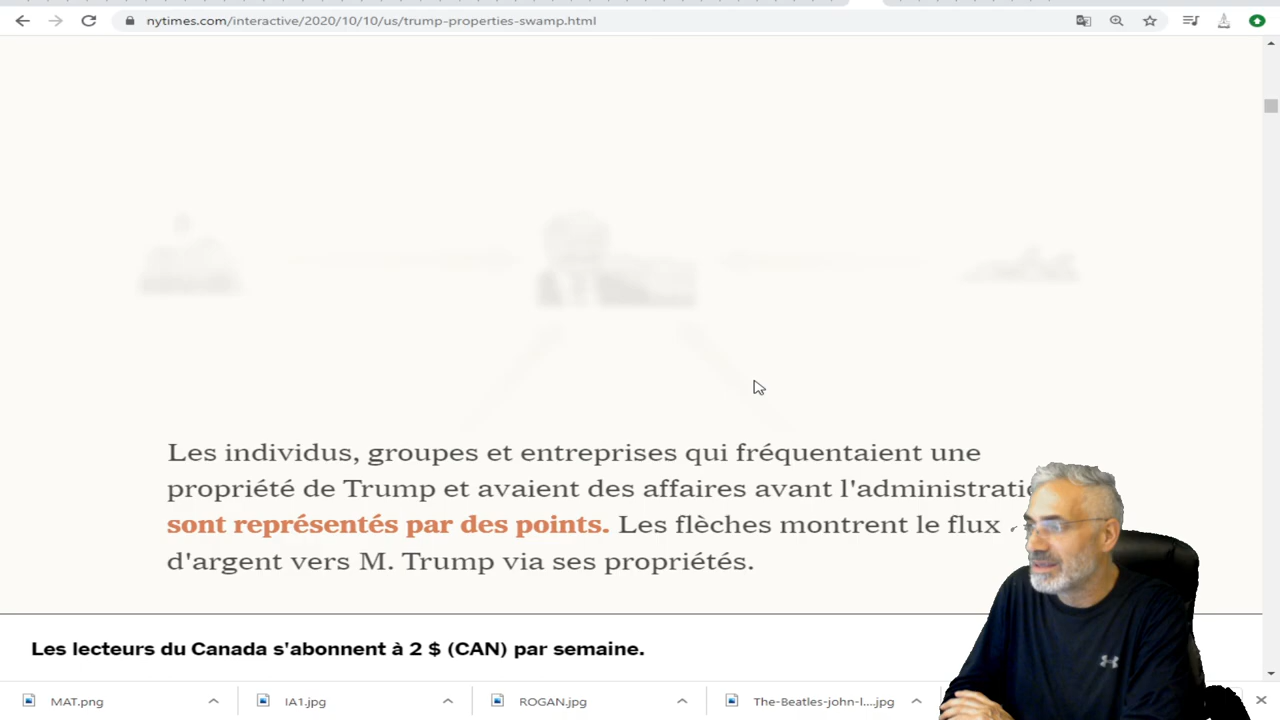 nytimes.com/interactive/2020/10/10/us/trump-properties-swamp.html
Les individus, groupes et entreprises qui fréquentaient une
propriété de Trump et avaient des affaires avant
sont représentés par des points. Les flèches montrent le flux
d'argent vers M. Trump via ses propriétés.
Les lecteurs du Canada s'abonnent à 2 $ (CAN) par semaine.
MAT.png
IA1.jpg
ROGAN.jpg
The-Beatles-john-l....jpg